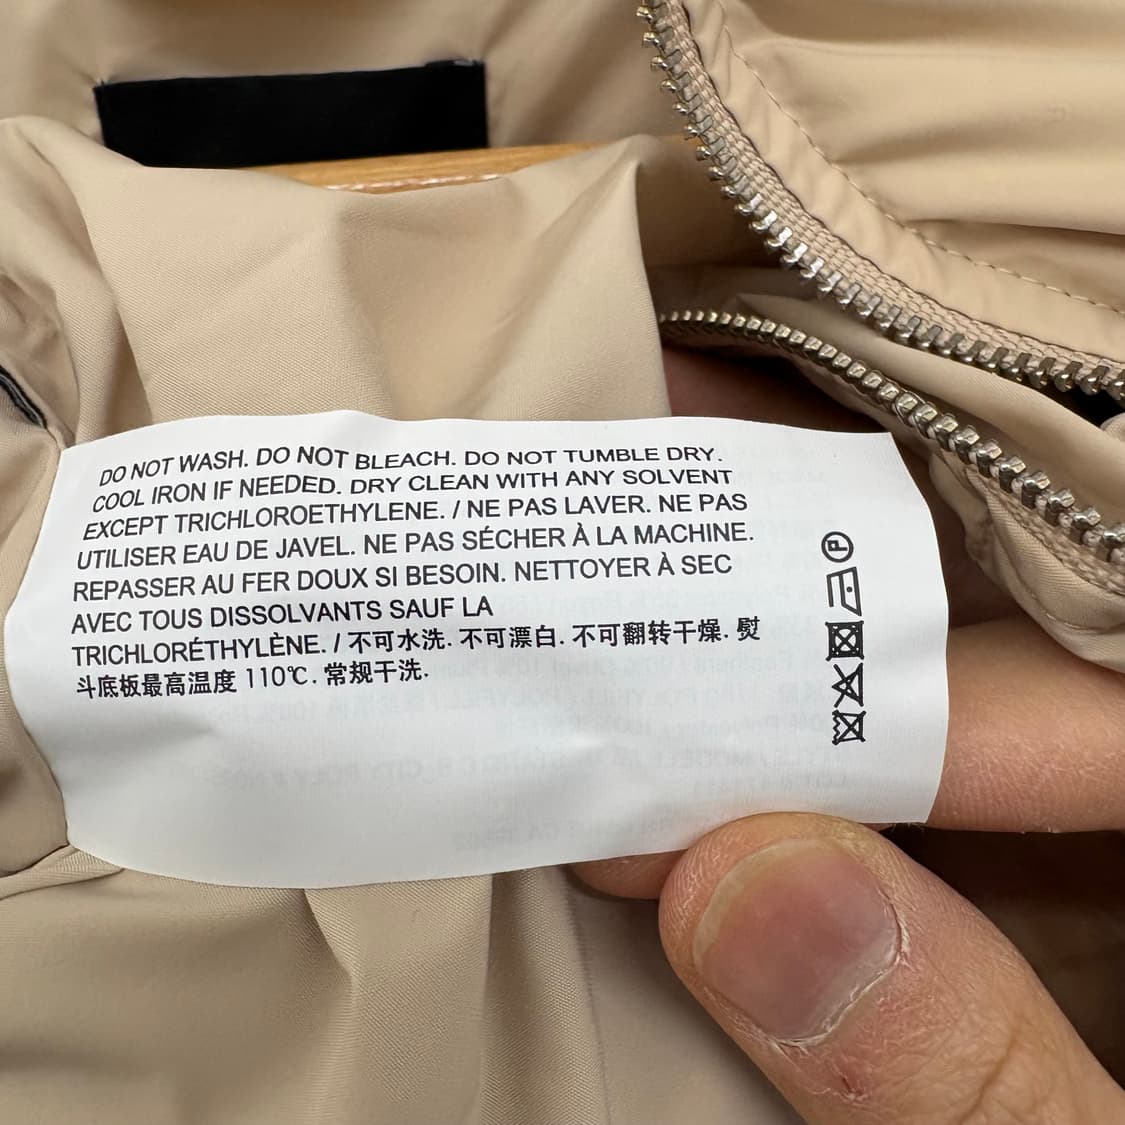 DO NOT WASH. DO NOT BLEACH. DO NOT TUMBLE DRY.
COOL IRON IF NEEDED. DRY CLEAN WITH ANY SOLVENT
EXCEPT TRICHLOROETHYLENE. / NE PAS LAVER. NE PAS
UTILISER EAU DE JAVEL. NE PAS SÉCHER À LA MACHINE.
REPASSER AU FER DOUX SI BESOIN. NETTOYER À SEC
AVEC TOUS DISSOLVANTS SAUF LA
TRICHLORÉTHYLÈNE. / 不可水洗. 不可漂白. 不可翻转干燥. 熨
斗底板最高温度 110℃. 常规干洗.
P